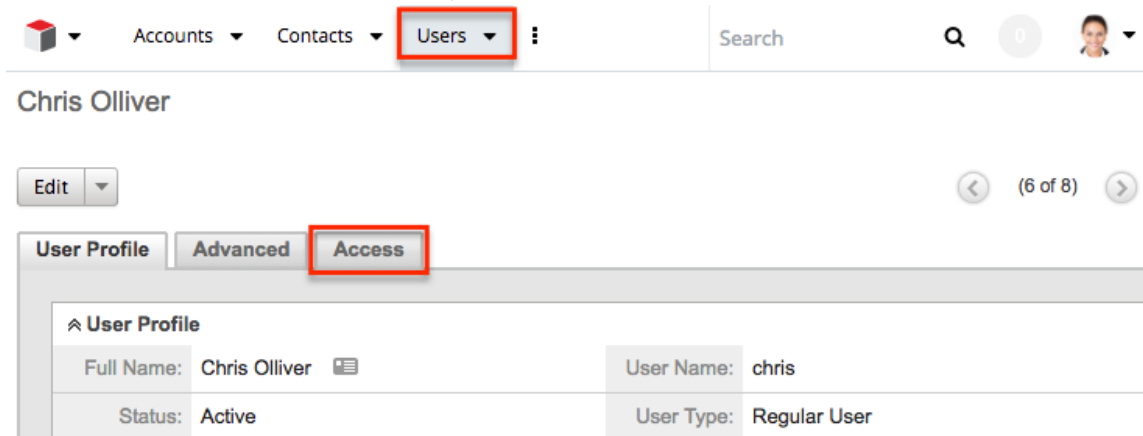 Accounts Contacts Users Search 0
Chris Olliver
Edit (6 of 8)
User Profile Advanced Access
User Profile
Full Name: Chris Olliver User Name: chris
Status: Active User Type: Regular User